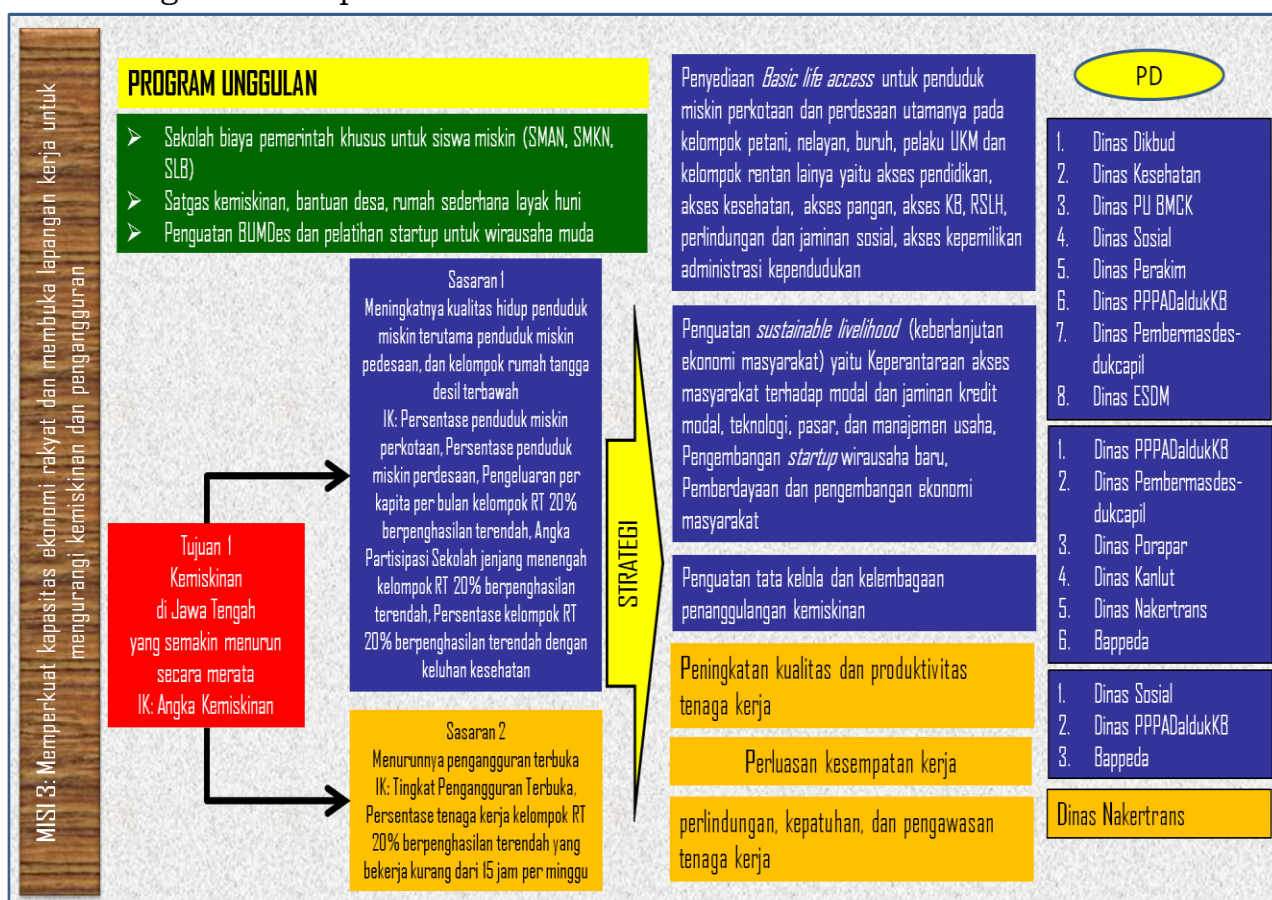 MISI 3: Memperkuat kapasitas ekonomi rakyat dan membuka lapangan kerja untuk
mengurangi kemiskinan dan pengangguran
PROGRAM UNGGULAN
➢ Sekolah biaya pemerintah khusus untuk siswa miskin (SMAN, SMKN,
SLB)
➢ Satgas kemiskinan, bantuan desa, rumah sederhana layak huni
➢ Penguatan BUMDes dan pelatihan startup untuk wirausaha muda
Tujuan 1
Kemiskinan
di Jawa Tengah
yang semakin menurun
secara merata
IK: Angka Kemiskinan
Sasaran 1
Meningkatnya kualitas hidup penduduk
miskin terutama penduduk miskin
pedesaan, dan kelompok rumah tangga
desil terbawah
IK: Persentase penduduk miskin
perkotaan, Persentase penduduk
miskin perdesaan, Pengeluaran per
kapita per bulan kelompok RT 20%
berpenghasilan terendah, Angka
Partisipasi Sekolah jenjang menengah
kelompok RT 20% berpenghasilan
terendah, Persentase kelompok RT
20% berpenghasilan terendah dengan
keluhan kesehatan
Sasaran 2
Menurunnya pengangguran terbuka
IK: Tingkat Pengangguran Terbuka,
Persentase tenaga kerja kelompok RT
20% berpenghasilan terendah yang
bekerja kurang dari 15 jam per minggu
STRATEGI
Penyediaan Basic life access untuk penduduk
miskin perkotaan dan perdesaan utamanya pada
kelompok petani, nelayan, buruh, pelaku UKM dan
kelompok rentan lainya yaitu akses pendidikan,
akses kesehatan, akses pangan, akses KB, RSLH,
perlindungan dan jaminan sosial, akses kepemilikan
administrasi kependudukan
Penguatan sustainable livelihood (keberlanjutan
ekonomi masyarakat) yaitu Keperantaraan akses
masyarakat terhadap modal dan jaminan kredit
modal, teknologi, pasar, dan manajemen usaha,
Pengembangan startup wirausaha baru,
Pemberdayaan dan pengembangan ekonomi
masyarakat
Penguatan tata kelola dan kelembagaan
penanggulangan kemiskinan
Peningkatan kualitas dan produktivitas
tenaga kerja
Perluasan kesempatan kerja
perlindungan, kepatuhan, dan pengawasan
tenaga kerja
PD
1. Dinas Dikbud
2. Dinas Kesehatan
3. Dinas PU BMCK
4. Dinas Sosial
5. Dinas Perakim
6. Dinas PPPADaldukKB
7. Dinas Pembermasdes-
dukcapil
8. Dinas ESDM
1. Dinas PPPADaldukKB
2. Dinas Pembermasdes-
dukcapil
3. Dinas Porapar
4. Dinas Kanlut
5. Dinas Nakertrans
6. Bappeda
1. Dinas Sosial
2. Dinas PPPADaldukKB
3. Bappeda
Dinas Nakertrans